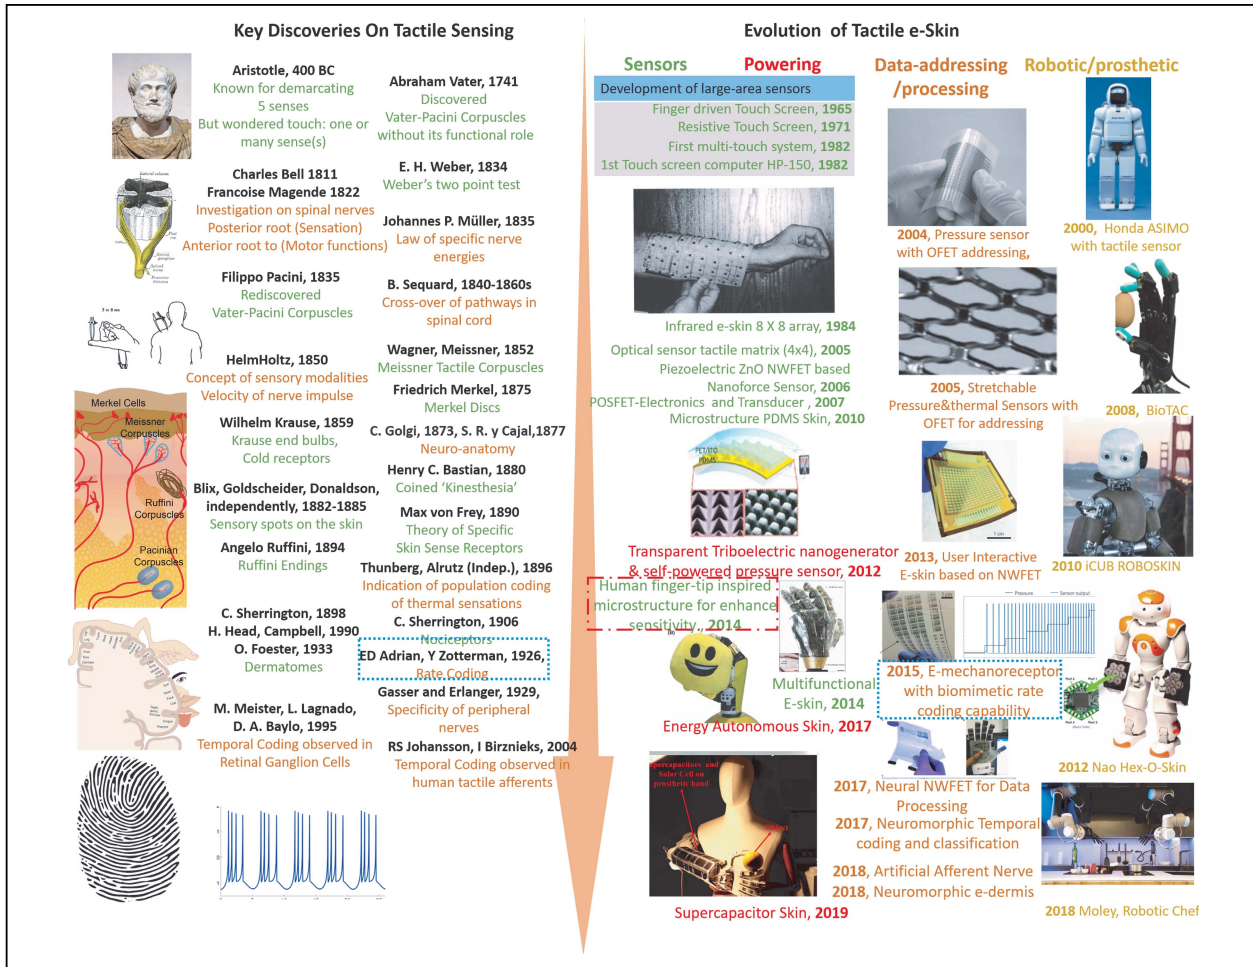 Key Discoveries On Tactile Sensing
Aristotle, 400 BC
Known for demarcating
5 senses
But wondered touch: one or
many sense(s)
Abraham Vater, 1741
Discovered
Vater-Pacini Corpuscles
without its functional role
E. H. Weber, 1834
Weber's two point test
Charles Bell 1811
Francoise Magende 1822
Investigation on spinal nerves
Posterior root (Sensation)
Anterior root to (Motor functions)
Johannes P. Müller, 1835
Law of specific nerve
energies
Filippo Pacini, 1835
Rediscovered
Vater-Pacini Corpuscles
B. Sequard, 1840-1860s
Cross-over of pathways in
spinal cord
HelmHoltz, 1850
Concept of sensory modalities
Velocity of nerve impulse
Wagner, Meissner, 1852
Meissner Tactile Corpuscles
Friedrich Merkel, 1875
Merkel Discs
Merkel Cells
Meissner
Corpuscles
Ruffini
Corpuscles
Pacinian
Corpuscles
Wilhelm Krause, 1859
Krause end bulbs,
Cold receptors
C. Golgi, 1873, S. R. y Cajal,1877
Neuro-anatomy
Henry C. Bastian, 1880
Coined 'Kinesthesia'
Blix, Goldscheider, Donaldson,
independently, 1882-1885
Sensory spots on the skin
Max von Frey, 1890
Theory of Specific
Skin Sense Receptors
Angelo Ruffini, 1894
Ruffini Endings
Thunberg, Alrutz (Indep.), 1896
Indication of population coding
of thermal sensations
C. Sherrington, 1898
H. Head, Campbell, 1990
O. Foester, 1933
Dermatomes
C. Sherrington, 1906
Nociceptors
ED Adrian, Y Zotterman, 1926,
Rate Coding
Gasser and Erlanger, 1929,
Specificity of peripheral
nerves
M. Meister, L. Lagnado,
D. A. Baylo, 1995
Temporal Coding observed in
Retinal Ganglion Cells
RS Johansson, I Birznieks, 2004
Temporal Coding observed in
human tactile afferents
Evolution of Tactile e-Skin
Sensors
Powering
Data-addressing
/processing
Robotic/prosthetic
Development of large-area sensors
Finger driven Touch Screen, 1965
Resistive Touch Screen, 1971
First multi-touch system, 1982
1st Touch screen computer HP-150, 1982
Infrared e-skin 8 X 8 array, 1984
Optical sensor tactile matrix (4x4), 2005
Piezoelectric ZnO NWFET based
Nanoforce Sensor, 2006
POSFET-Electronics and Transducer , 2007
Microstructure PDMS Skin, 2010
PET/ITO
PDMS
Transparent Triboelectric nanogenerator
& self-powered pressure sensor, 2012
Human finger-tip inspired
microstructure for enhance
sensitivity., 2014
Multifunctional
E-skin, 2014
Energy Autonomous Skin, 2017
Supercapacitors and
Solar Cell on
prosthetic hand
Supercapacitor Skin, 2019
2004, Pressure sensor
with OFET addressing,
2005, Stretchable
Pressure&thermal Sensors with
OFET for addressing
1 cm
2013, User Interactive
E-skin based on NWFET
Pressure
Sensor output
2015, E-mechanoreceptor
with biomimetic rate
coding capability
2017, Neural NWFET for Data
Processing
2017, Neuromorphic Temporal
coding and classification
2018, Artificial Afferent Nerve
2018, Neuromorphic e-dermis
2000, Honda ASIMO
with tactile sensor
2008, BioTAC
2010 iCUB ROBOSKIN
2012 Nao Hex-O-Skin
2018 Moley, Robotic Chef